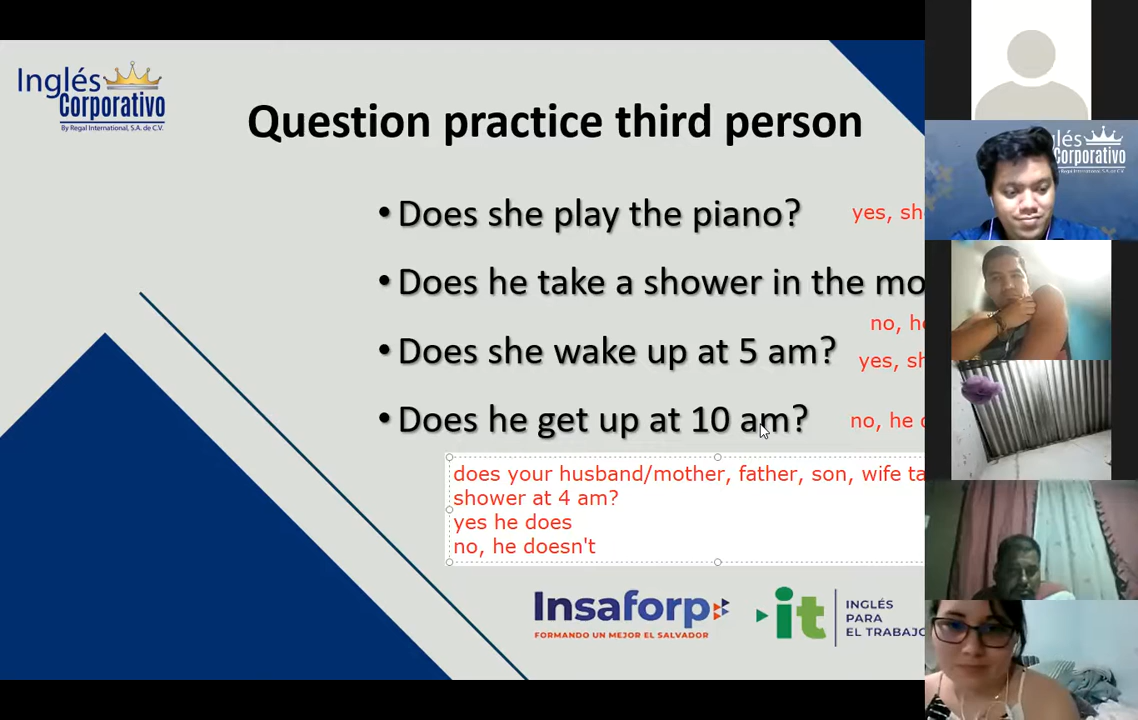 Inglés
Corporativo
By Regal International, S.A. de C.V.
Question practice third person
• Does she play the piano?
yes, sh
• Does he take a shower in the mo
no, he
• Does she wake up at 5 am?
yes, sh
• Does he get up at 10 am?
no, he
does your husband/mother, father, son, wife ta
shower at 4 am?
yes he does
no, he doesn't
Insaforp
FORMANDO UN MEJOR EL SALVADOR
it
INGLÉS
PARA
EL TRABAJO
glés
Corporativo